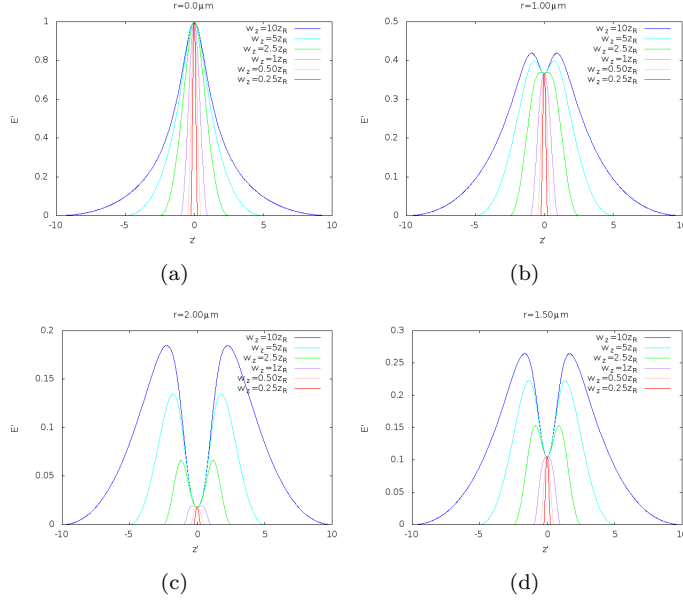 r=0.0μm
w_z=10z_R
w_z=5z_R
w_z=2.5z_R
w_z=1z_R
w_z=0.50z_R
w_z=0.25z_R
E'
1
0.8
0.6
0.4
0.2
0
-10 -5 0 5 10
z'
(a)
r=1.00μm
w_z=10z_R
w_z=5z_R
w_z=2.5z_R
w_z=1z_R
w_z=0.50z_R
w_z=0.25z_R
E'
0.5
0.4
0.3
0.2
0.1
0
-10 -5 0 5 10
z'
(b)
r=2.00μm
w_z=10z_R
w_z=5z_R
w_z=2.5z_R
w_z=1z_R
w_z=0.50z_R
w_z=0.25z_R
E'
0.2
0.15
0.1
0.05
0
-10 -5 0 5 10
z'
(c)
r=1.50μm
w_z=10z_R
w_z=5z_R
w_z=2.5z_R
w_z=1z_R
w_z=0.50z_R
w_z=0.25z_R
E'
0.3
0.25
0.2
0.15
0.1
0.05
0
-10 -5 0 5 10
z'
(d)